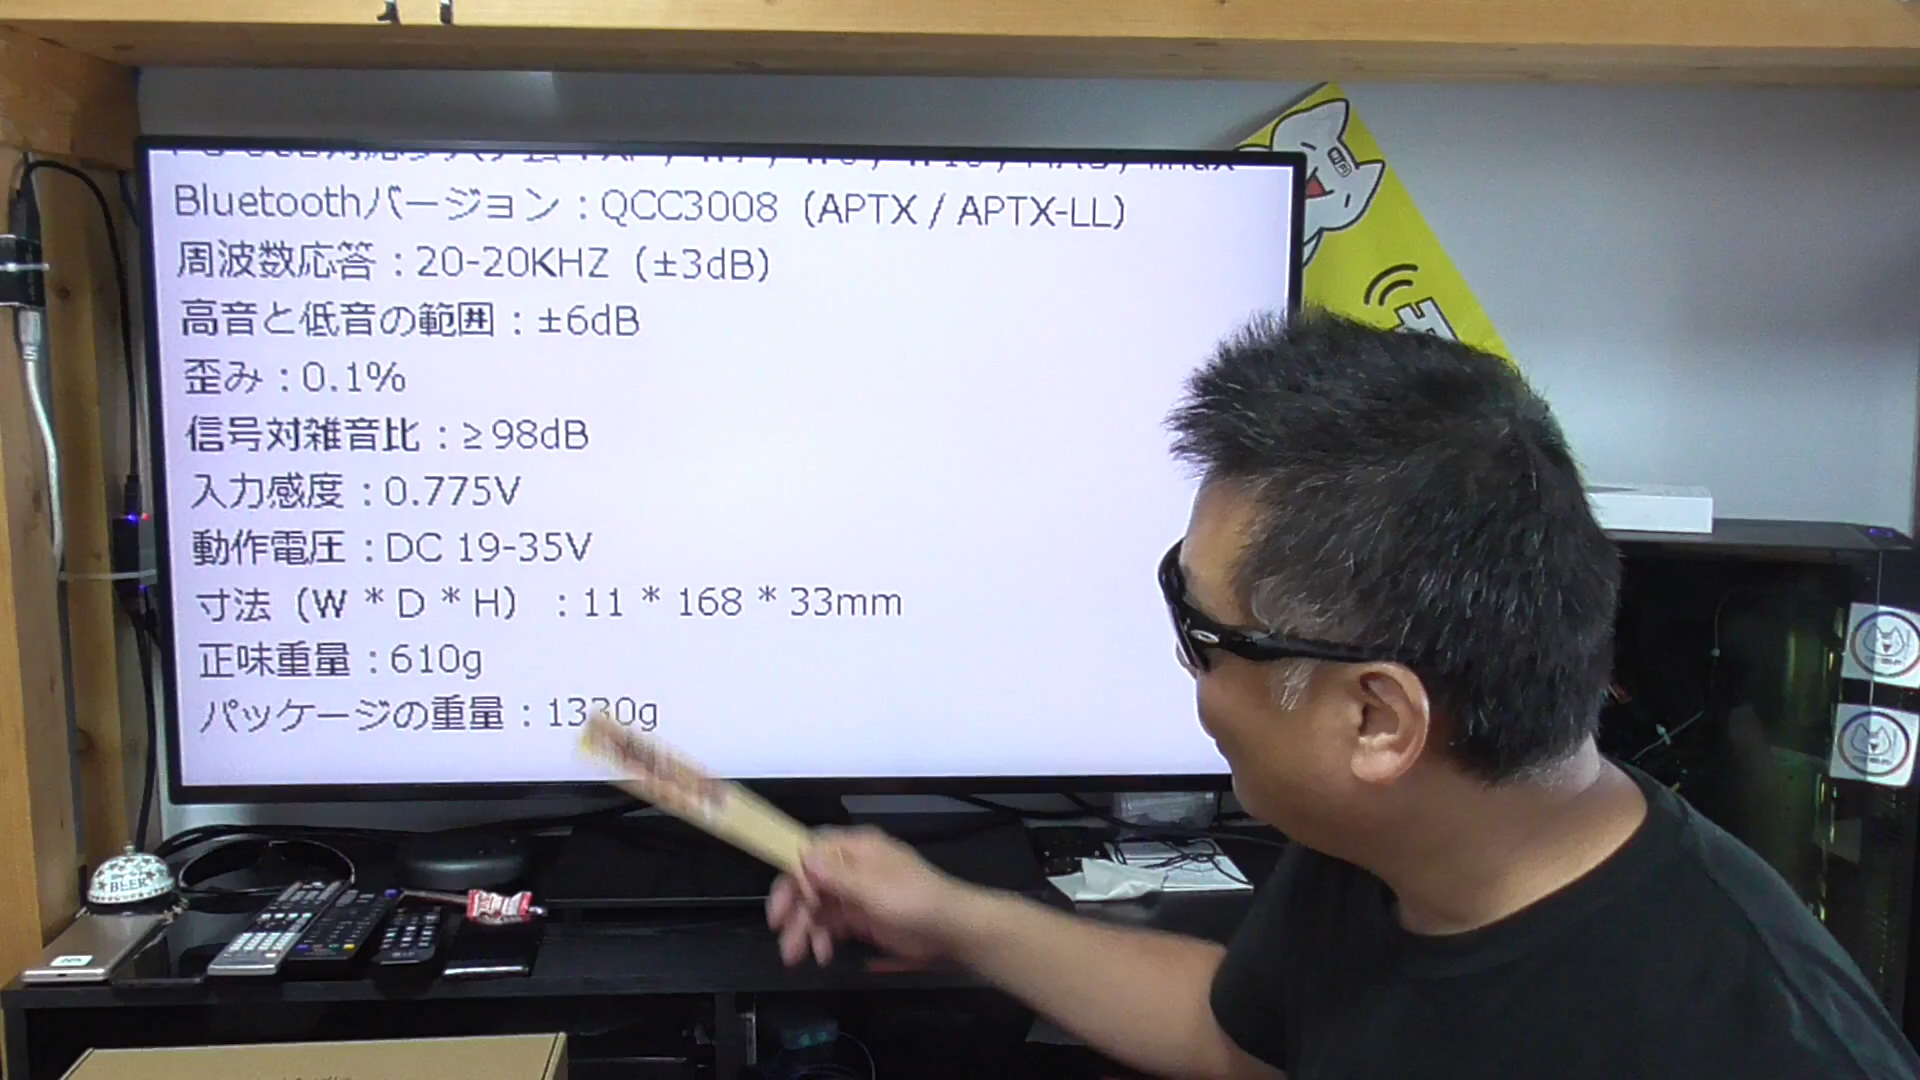 Bluetoothバージョン：QCC3008（APTX / APTX-LL）
周波数応答：20-20KHZ（±3dB）
高音と低音の範囲：±6dB
歪み：0.1%
信号対雑音比：≥98dB
入力感度：0.775V
動作電圧：DC 19-35V
寸法（W * D * H）：11 * 168 * 33mm
正味重量：610g
パッケージの重量：1330g
BEER